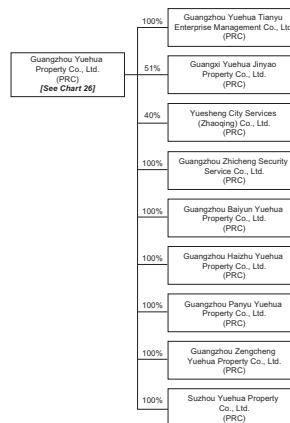 Guangzhou Yuehua
Property Co., Ltd.
(PRC)
[See Chart 26]
100%
Guangzhou Yuehua Tianyu
Enterprise Management Co., Ltd
(PRC)
51%
Guangxi Yuehua Jinyao
Property Co., Ltd.
(PRC)
40%
Yuesheng City Services
(Zhaoqing) Co., Ltd.
(PRC)
100%
Guangzhou Zhicheng Security
Service Co., Ltd.
(PRC)
100%
Guangzhou Baiyun Yuehua
Property Co., Ltd.
(PRC)
100%
Guangzhou Haizhu Yuehua
Property Co., Ltd.
(PRC)
100%
Guangzhou Panyu Yuehua
Property Co., Ltd.
(PRC)
100%
Guangzhou Zengcheng
Yuehua Property Co., Ltd.
(PRC)
100%
Suzhou Yuehua Property
Co., Ltd.
(PRC)